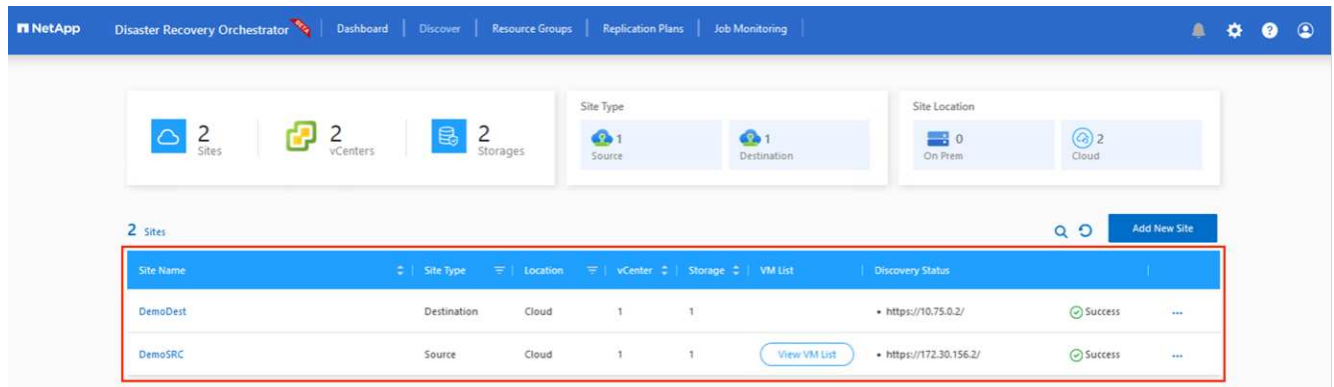 NetApp Disaster Recovery Orchestrator Dashboard Discover Resource Groups Replication Plans Job Monitoring
2 Sites
2 vCenters
2 Storages
Site Type
1 Source
1 Destination
Site Location
0 On Prem
2 Cloud
2 Sites
Add New Site
Site Name Site Type Location vCenter Storage VM List Discovery Status
DemoDest Destination Cloud 1 1 • https://10.75.0.2/ Success ...
DemoSRC Source Cloud 1 1 View VM List • https://172.30.156.2/ Success ...